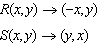 R(x,y) → (−x,y)
S(x,y) → (y,x)